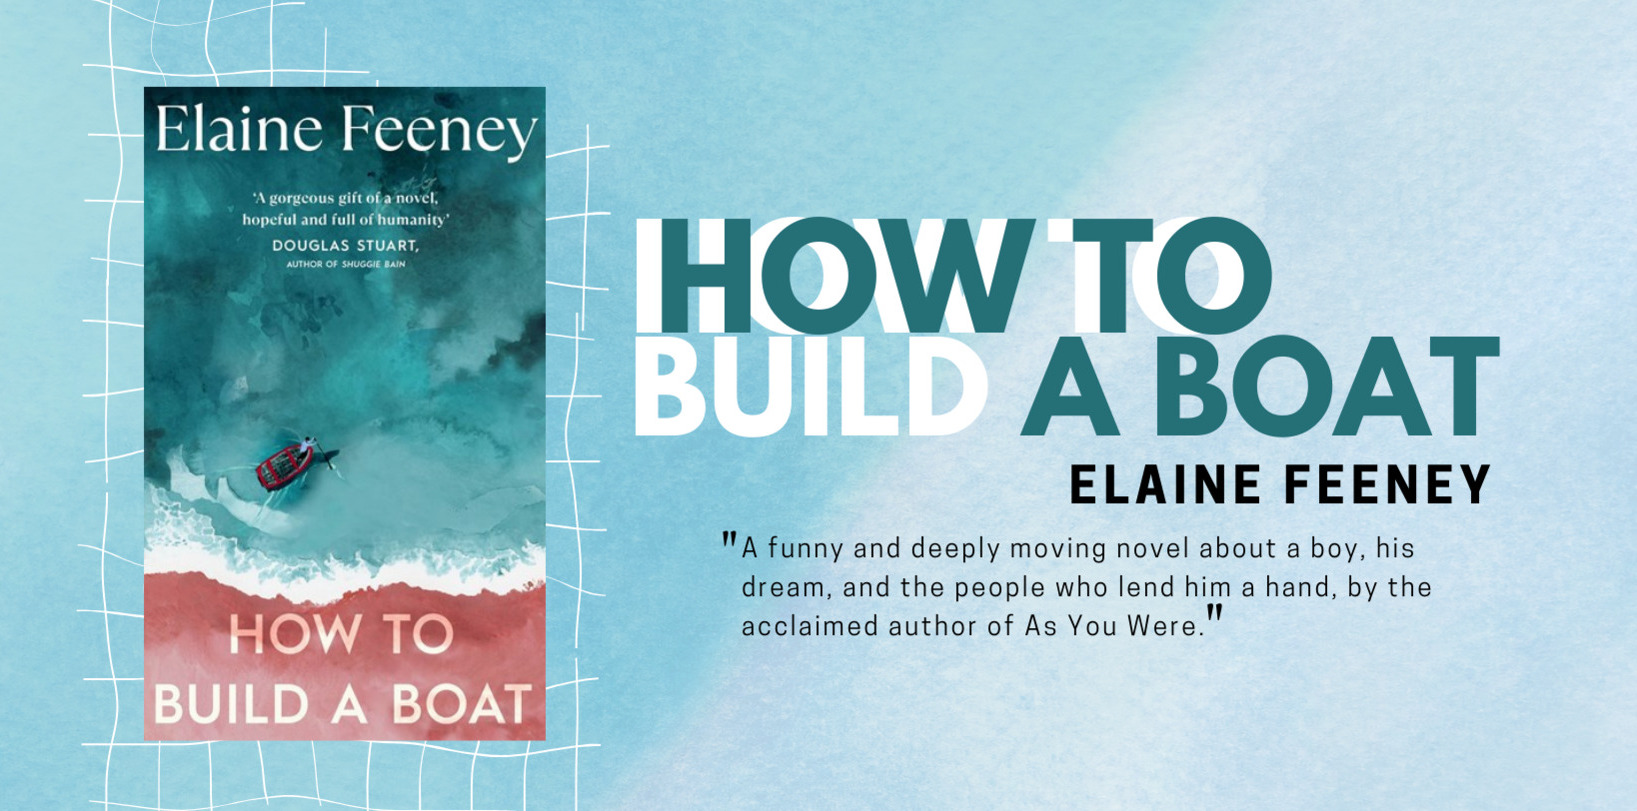 Elaine Feeney
'A gorgeous gift of a novel,
hopeful and full of humanity'
DOUGLAS STUART,
AUTHOR OF SHUGGIE BAIN
HOW TO
BUILD A BOAT
HOW TO
BUILD A BOAT
ELAINE FEENEY
"A funny and deeply moving novel about a boy, his
dream, and the people who lend him a hand, by the
acclaimed author of As You Were."